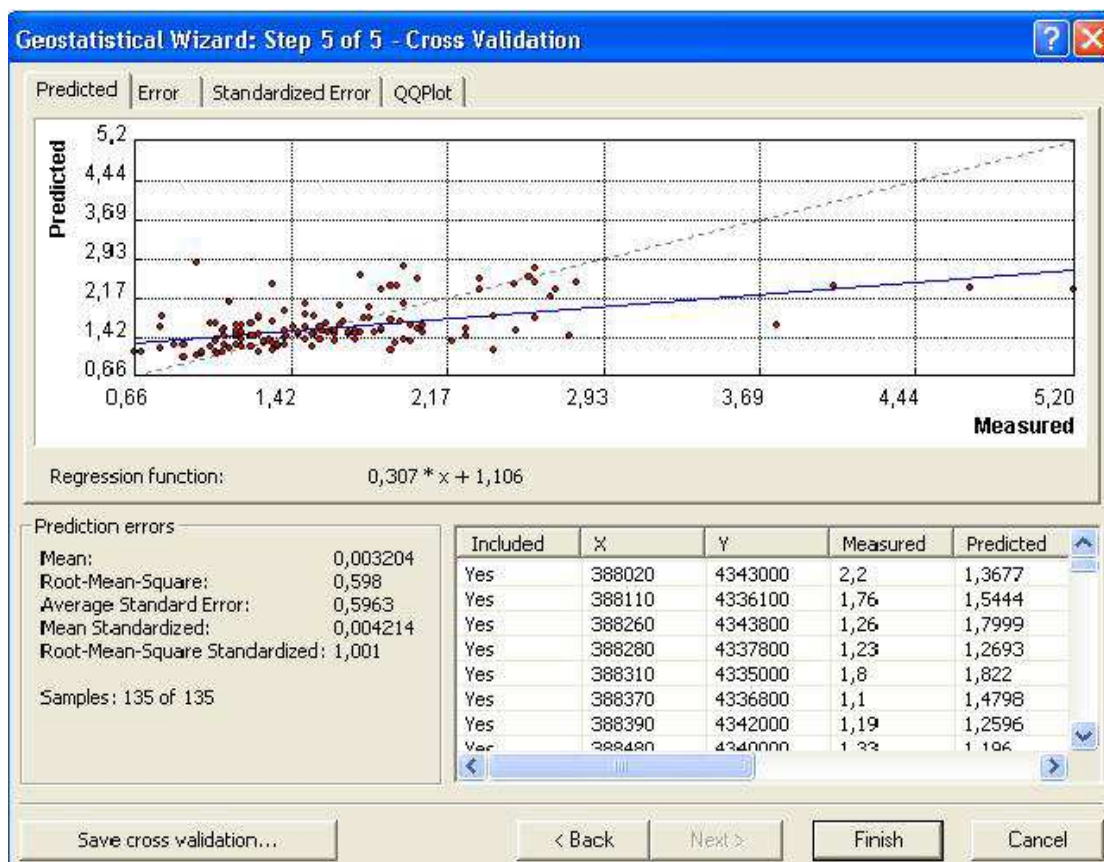 Geostatistical Wizard: Step 5 of 5 - Cross Validation
Predicted Error Standardized Error QQPlot
Predicted
5,2
4,44
3,69
2,93
2,17
1,42
0,66
0,66 1,42 2,17 2,93 3,69 4,44 5,20
Measured
Regression function: 0,307 * x + 1,106
Prediction errors
Mean: 0,003204
Root-Mean-Square: 0,598
Average Standard Error: 0,5963
Mean Standardized: 0,004214
Root-Mean-Square Standardized: 1,001
Samples: 135 of 135
Included X Y Measured Predicted
Yes 388020 4343000 2,2 1,3677
Yes 388110 4336100 1,76 1,5444
Yes 388260 4343800 1,26 1,7999
Yes 388280 4337800 1,23 1,2693
Yes 388310 4335000 1,8 1,822
Yes 388370 4336800 1,1 1,4798
Yes 388390 4342000 1,19 1,2596
Yes 388480 4340000 1,33 1,196
Save cross validation... < Back Next > Finish Cancel